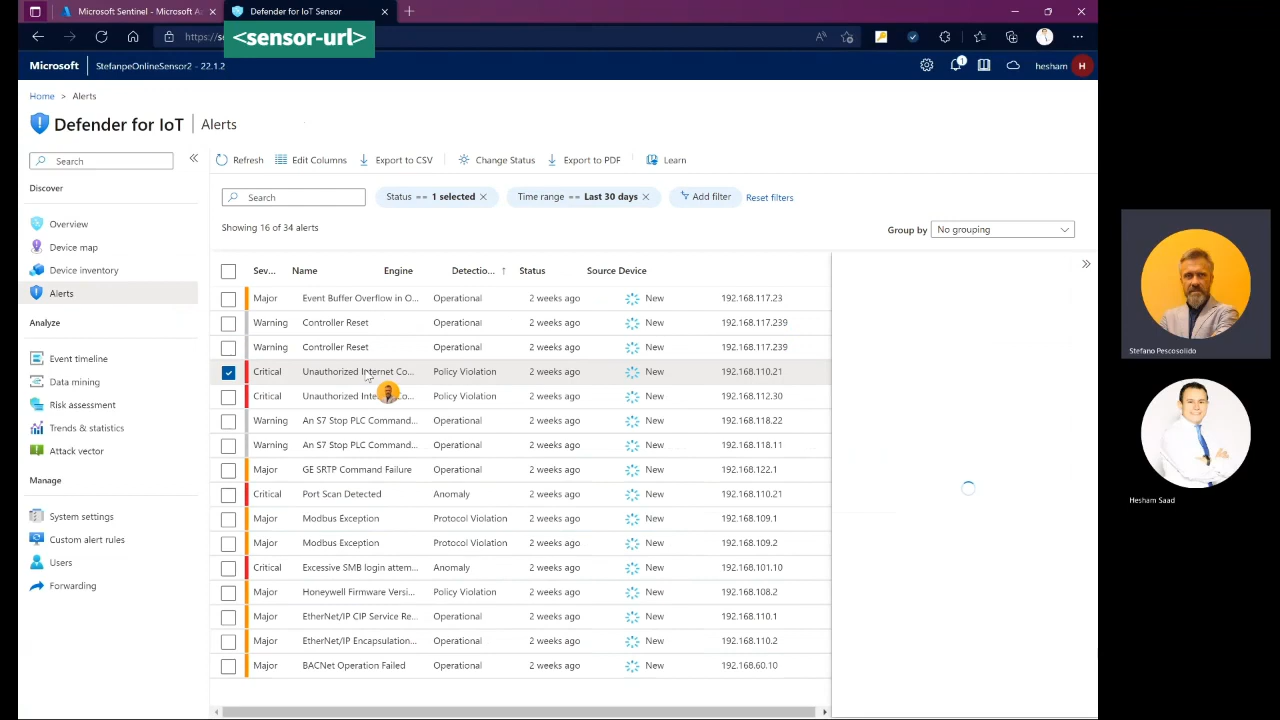 Microsoft Sentinel - Microsoft A
Defender for IoT Sensor
https://s
<sensor-url>
Microsoft
StefanpeOnlineSensor2 - 22.1.2
1
hesham
H
Home > Alerts
Defender for IoT
Alerts
Search
Discover
Overview
Device map
Device inventory
Alerts
Analyze
Event timeline
Data mining
Risk assessment
Trends & statistics
Attack vector
Manage
System settings
Custom alert rules
Users
Forwarding
Refresh
Edit Columns
Export to CSV
Change Status
Export to PDF
Learn
Search
Status == 1 selected
Time range == Last 30 days
Add filter
Reset filters
Showing 16 of 34 alerts
Group by
No grouping
Sev... Name Engine Detectio... ↑ Status Source Device
Major Event Buffer Overflow in O... Operational 2 weeks ago New 192.168.117.23
Warning Controller Reset Operational 2 weeks ago New 192.168.117.239
Warning Controller Reset Operational 2 weeks ago New 192.168.117.239
Critical Unauthorized Internet Co... Policy Violation 2 weeks ago New 192.168.110.21
Critical Unauthorized Inte Co... Policy Violation 2 weeks ago New 192.168.112.30
Warning An S7 Stop PLC Command... Operational 2 weeks ago New 192.168.118.22
Warning An S7 Stop PLC Command... Operational 2 weeks ago New 192.168.118.11
Major GE SRTP Command Failure Operational 2 weeks ago New 192.168.122.1
Critical Port Scan Detected Anomaly 2 weeks ago New 192.168.110.21
Major Modbus Exception Protocol Violation 2 weeks ago New 192.168.109.1
Major Modbus Exception Protocol Violation 2 weeks ago New 192.168.109.2
Critical Excessive SMB login attem... Anomaly 2 weeks ago New 192.168.101.10
Major Honeywell Firmware Versi... Policy Violation 2 weeks ago New 192.168.108.2
Major EtherNet/IP CIP Service Re... Operational 2 weeks ago New 192.168.110.1
Major EtherNet/IP Encapsulation... Operational 2 weeks ago New 192.168.110.2
Major BACNet Operation Failed Operational 2 weeks ago New 192.168.60.10
Stefano Pescosolido
Hesham Saad